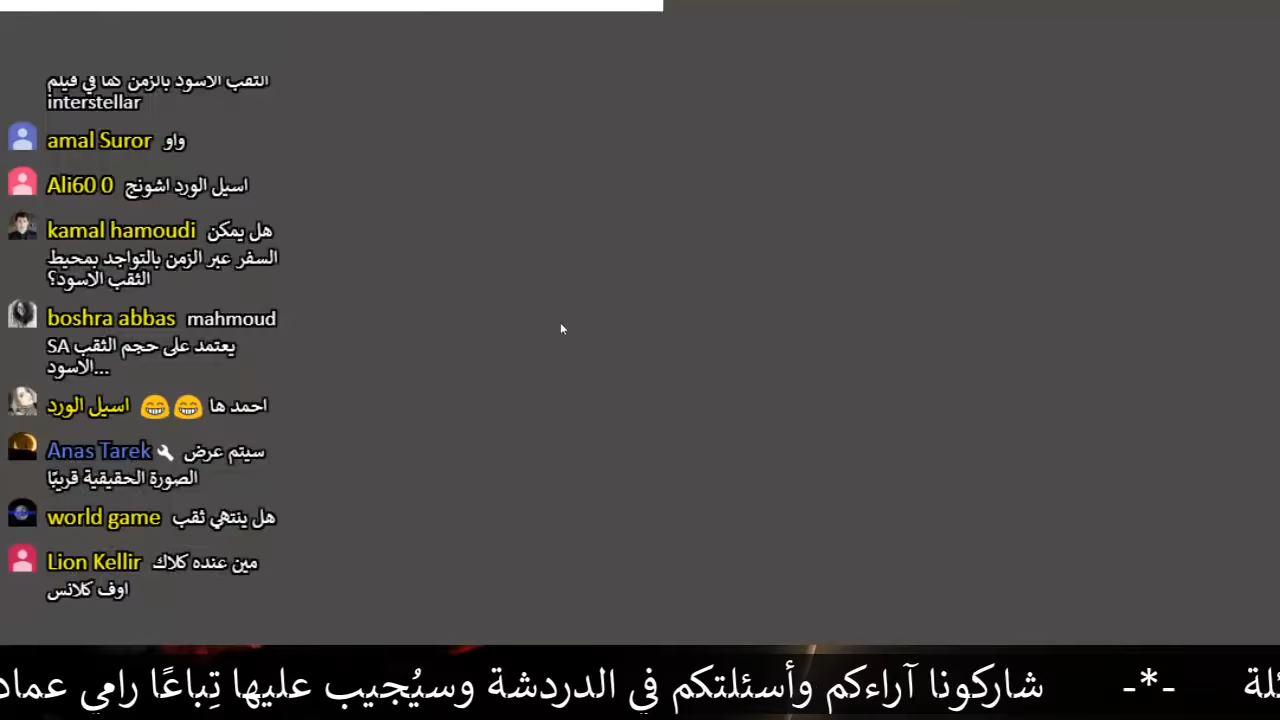 الثقب الاسود بالزمن كما في فيلم
interstellar
amal Suror واو
Ali60 0 اسيل الورد اشونج
kamal hamoudi هل يمكن
السفر عبر الزمن بالتواجد بمحيط
الثقب الاسود؟
boshra abbas mahmoud
SA يعتمد على حجم الثقب
الاسود...
اسيل الورد 😁 😁 احمد ها
Anas Tarek سيتم عرض
الصورة الحقيقية قريبًا
world game هل ينتهي ثقب
Lion Kellir مين عنده كلاك
اوف كلانس
ئلة -*- شاركونا آراءكم وأسئلتكم في الدردشة وسيُجيب عليها تِباعًا رامي عماد